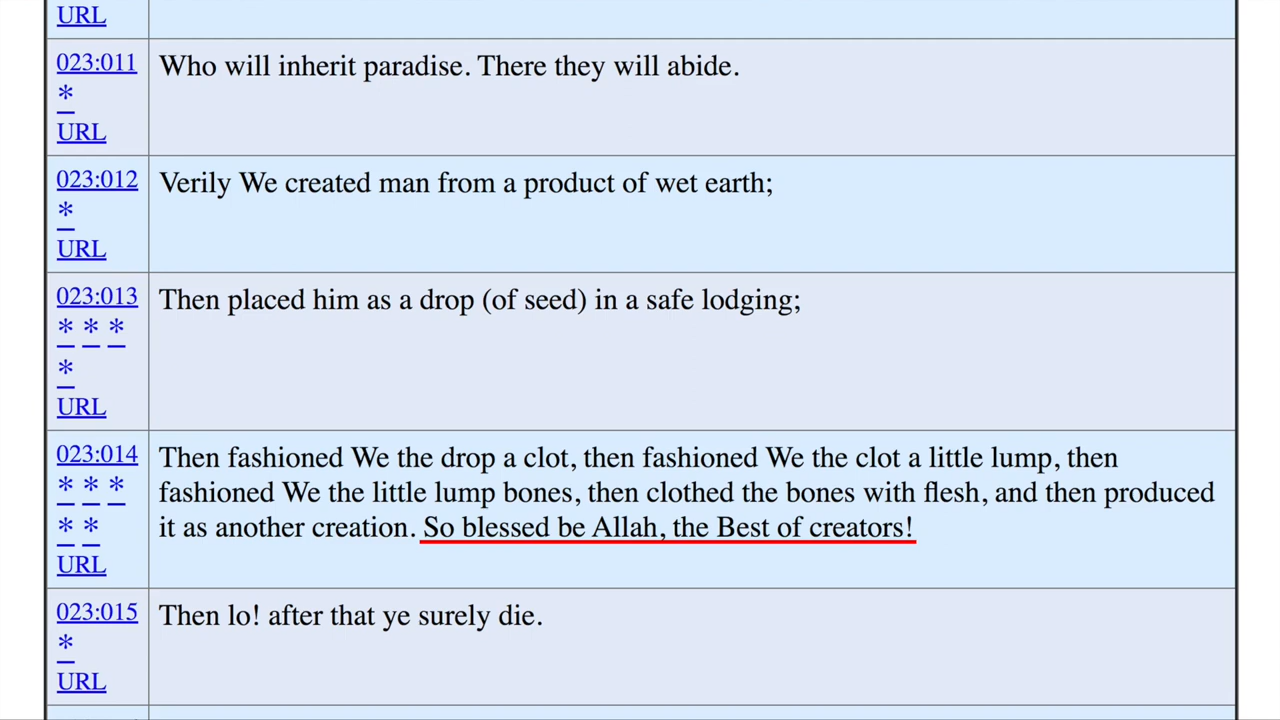 URL
023:011 Who will inherit paradise. There they will abide.
*
URL
023:012 Verily We created man from a product of wet earth;
*
URL
023:013 Then placed him as a drop (of seed) in a safe lodging;
* * *
*
URL
023:014 Then fashioned We the drop a clot, then fashioned We the clot a little lump, then
* * * fashioned We the little lump bones, then clothed the bones with flesh, and then produced
* * it as another creation. So blessed be Allah, the Best of creators!
URL
023:015 Then lo! after that ye surely die.
*
URL